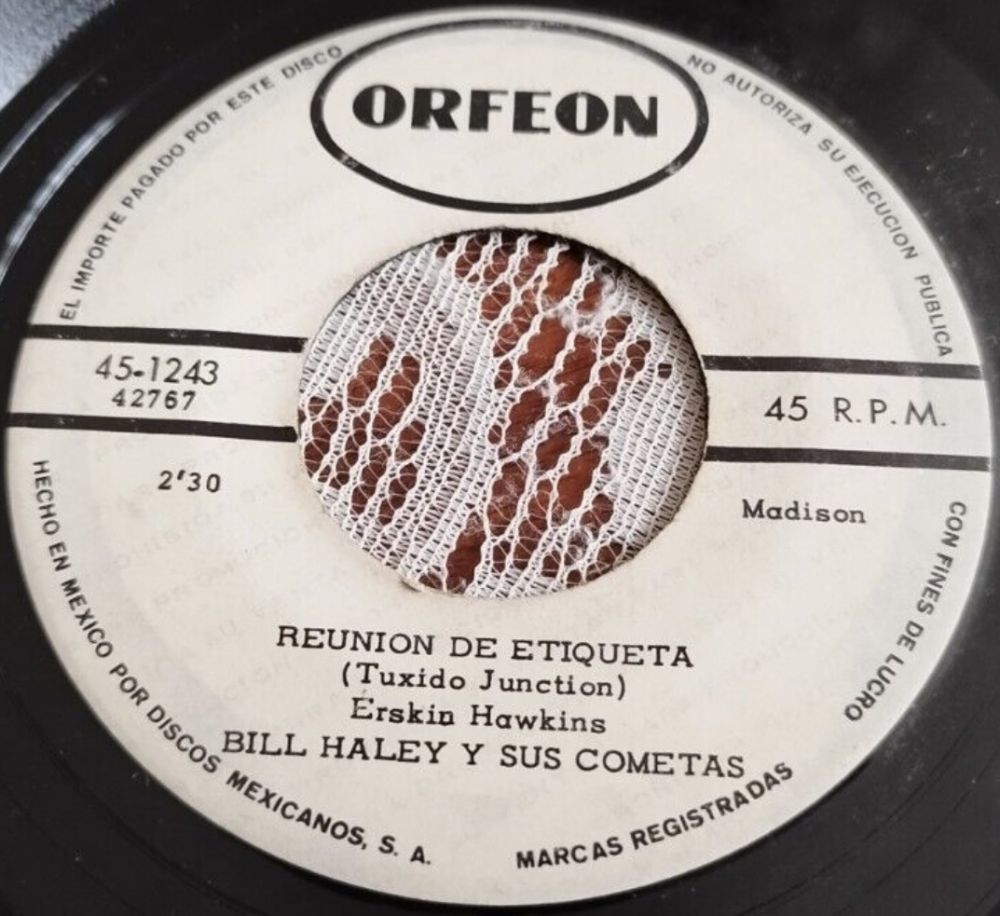 ORFEON
EL IMPORTE PAGADO POR ESTE DISCO
NO AUTORIZA SU EJECUCION PUBLICA
CON FINES DE LUCRO
45-1243
42767
45 R.P.M.
2'30
Madison
REUNION DE ETIQUETA
(Tuxido Junction)
Erskin Hawkins
BILL HALEY Y SUS COMETAS
HECHO EN MEXICO POR DISCOS MEXICANOS, S. A.
MARCAS REGISTRADAS